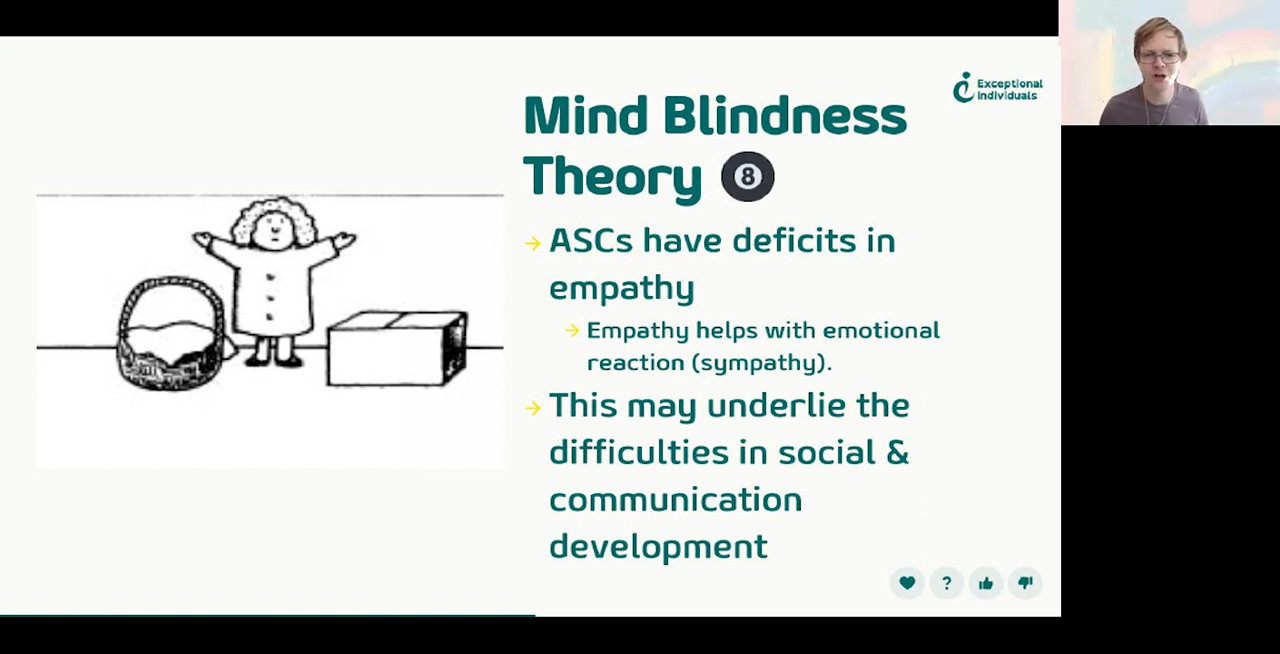 Exceptional
Individuals
Mind Blindness
Theory 8
ASCs have deficits in
empathy
Empathy helps with emotional
reaction (sympathy).
This may underlie the
difficulties in social &
communication
development
?